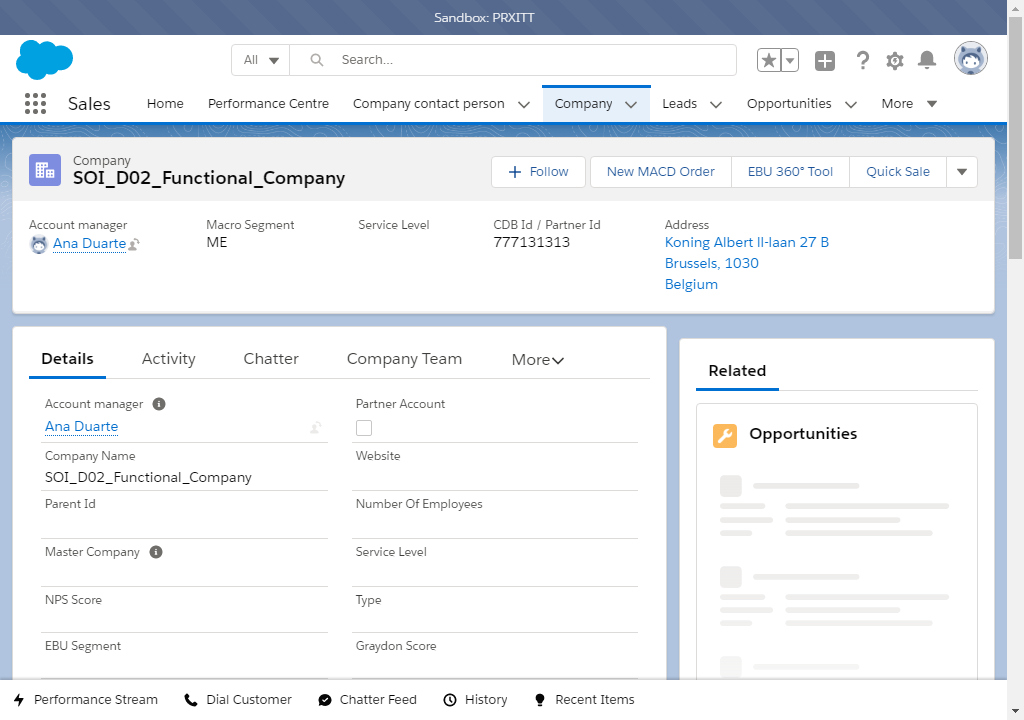 Sandbox: PRXITT
All
Search...
Sales
Home
Performance Centre
Company contact person
Company
Leads
Opportunities
More
Company
SOI_D02_Functional_Company
Follow
New MACD Order
EBU 360° Tool
Quick Sale
Account manager
Ana Duarte
Macro Segment
ME
Service Level
CDB Id / Partner Id
777131313
Address
Koning Albert II-laan 27 B
Brussels, 1030
Belgium
Details
Activity
Chatter
Company Team
More
Account manager
Ana Duarte
Partner Account
Company Name
SOI_D02_Functional_Company
Website
Parent Id
Number Of Employees
Master Company
Service Level
NPS Score
Type
EBU Segment
Graydon Score
Related
Opportunities
Performance Stream
Dial Customer
Chatter Feed
History
Recent Items